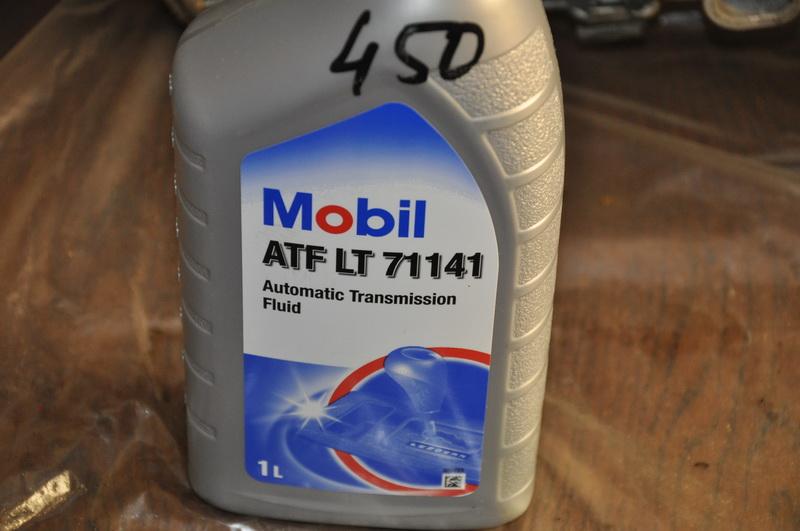 450
Mobil
ATF LT 71141
Automatic Transmission
Fluid
1L